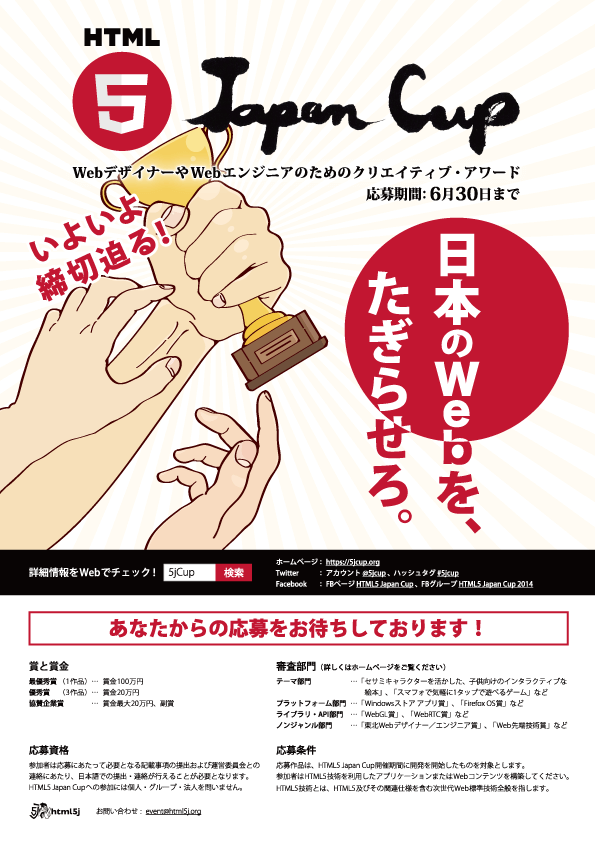 HTML
5 Japan Cup
WebデザイナーやWebエンジニアのためのクリエイティブ・アワード
応募期間：6月30日まで
いよいよ
締切迫る！
日本のWebを、
たぎらせろ。
詳細情報をWebでチェック！ 5jCup 検索
ホームページ： https://5jcup.org
Twitter ： アカウント @5jcup 、ハッシュタグ #5jcup
Facebook ： FBページ HTML5 Japan Cup 、FBグループ HTML5 Japan Cup 2014
あなたからの応募をお待ちしております！
賞と賞金
最優秀賞 （1作品）… 賞金100万円
優秀賞 （3作品）… 賞金20万円
協賛企業賞 … 賞金最大20万円、副賞
審査部門（詳しくはホームページをご覧ください）
テーマ部門 …「セサミキャラクターを活かした、子供向けのインタラクティブな
絵本」、「スマフォで気軽に1タップで遊べるゲーム」など
プラットフォーム部門 …「Windowsストア アプリ賞」、「Firefox OS賞」など
ライブラリ・API部門 …「WebGL賞」、「WebRTC賞」など
ノンジャンル部門 …「東北Webデザイナー／エンジニア賞」、「Web先端技術賞」など
応募資格
参加者は応募にあたって必要となる記載事項の提出および運営委員会との
連絡にあたり、日本語での提出・連絡が行えることが必要となります。
HTML5 Japan Cupへの参加には個人・グループ・法人を問いません。
応募条件
応募作品は、HTML5 Japan Cup開催期間に開発を開始したものを対象とします。
参加者はHTML5技術を利用したアプリケーションまたはWebコンテンツを構築してください。
HTML5技術とは、HTML5及びその関連仕様を含む次世代Web標準技術全般を指します。
html5j お問い合わせ： event@html5j.org